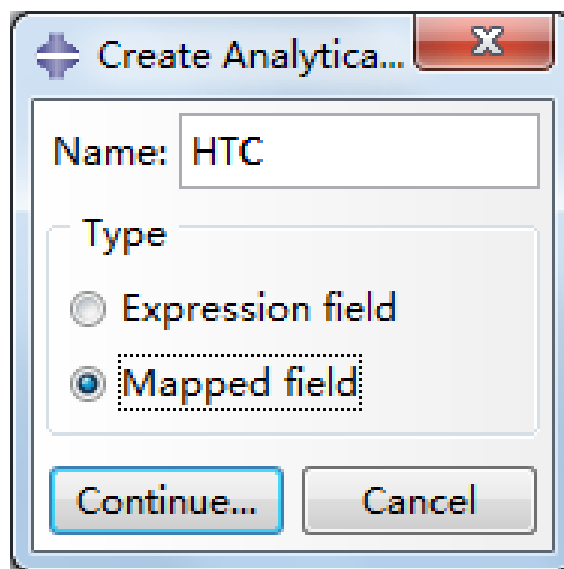 Create Analytica...
Name: HTC
Type
Expression field
Mapped field
Continue... Cancel